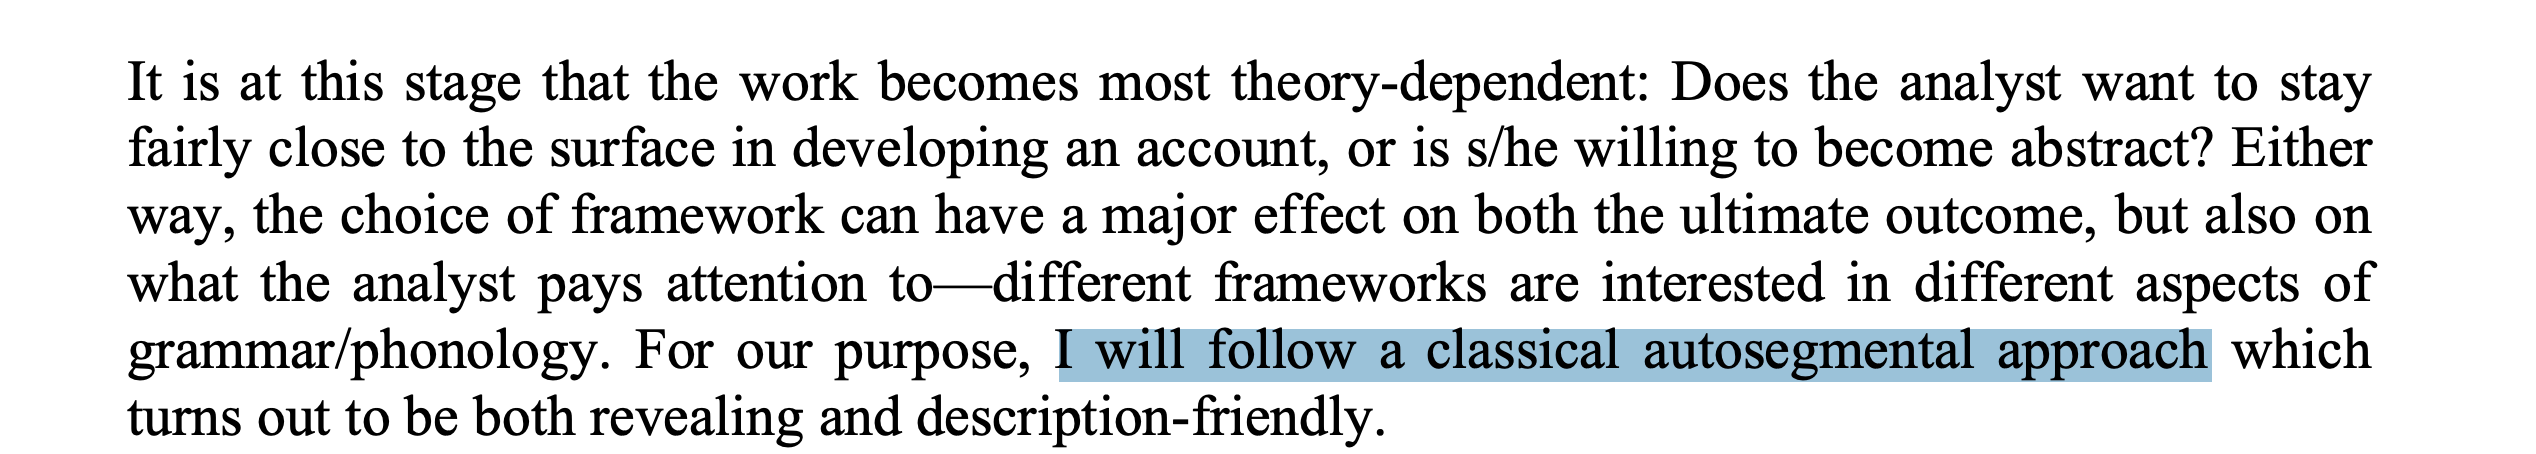 It is at this stage that the work becomes most theory-dependent: Does the analyst want to stay
fairly close to the surface in developing an account, or is s/he willing to become abstract? Either
way, the choice of framework can have a major effect on both the ultimate outcome, but also on
what the analyst pays attention to—different frameworks are interested in different aspects of
grammar/phonology. For our purpose, I will follow a classical autosegmental approach which
turns out to be both revealing and description-friendly.